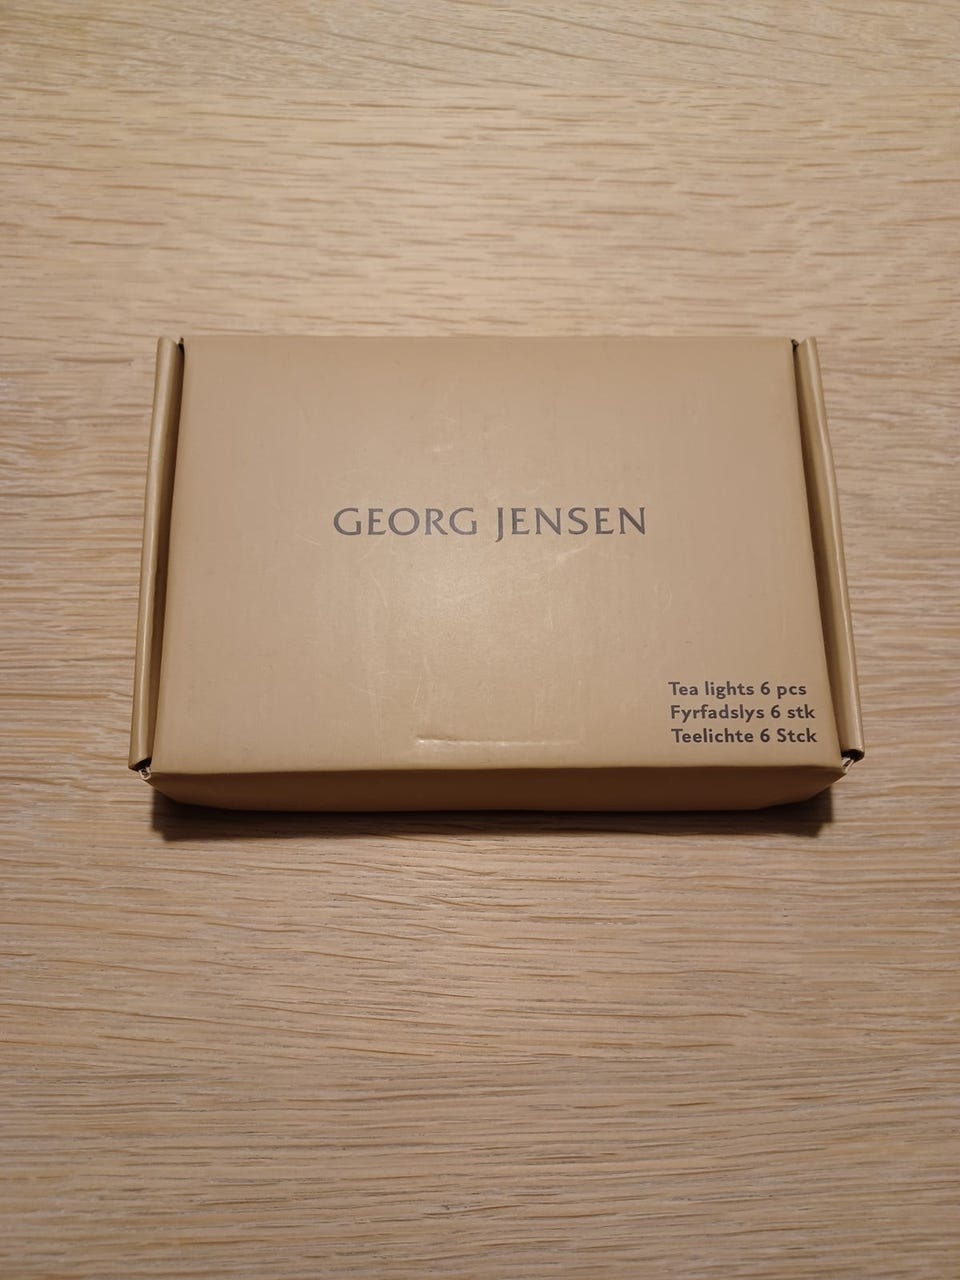 GEORG JENSEN
Tea lights 6 pcs
Fyrfadslys 6 stk
Teelichte 6 Stck